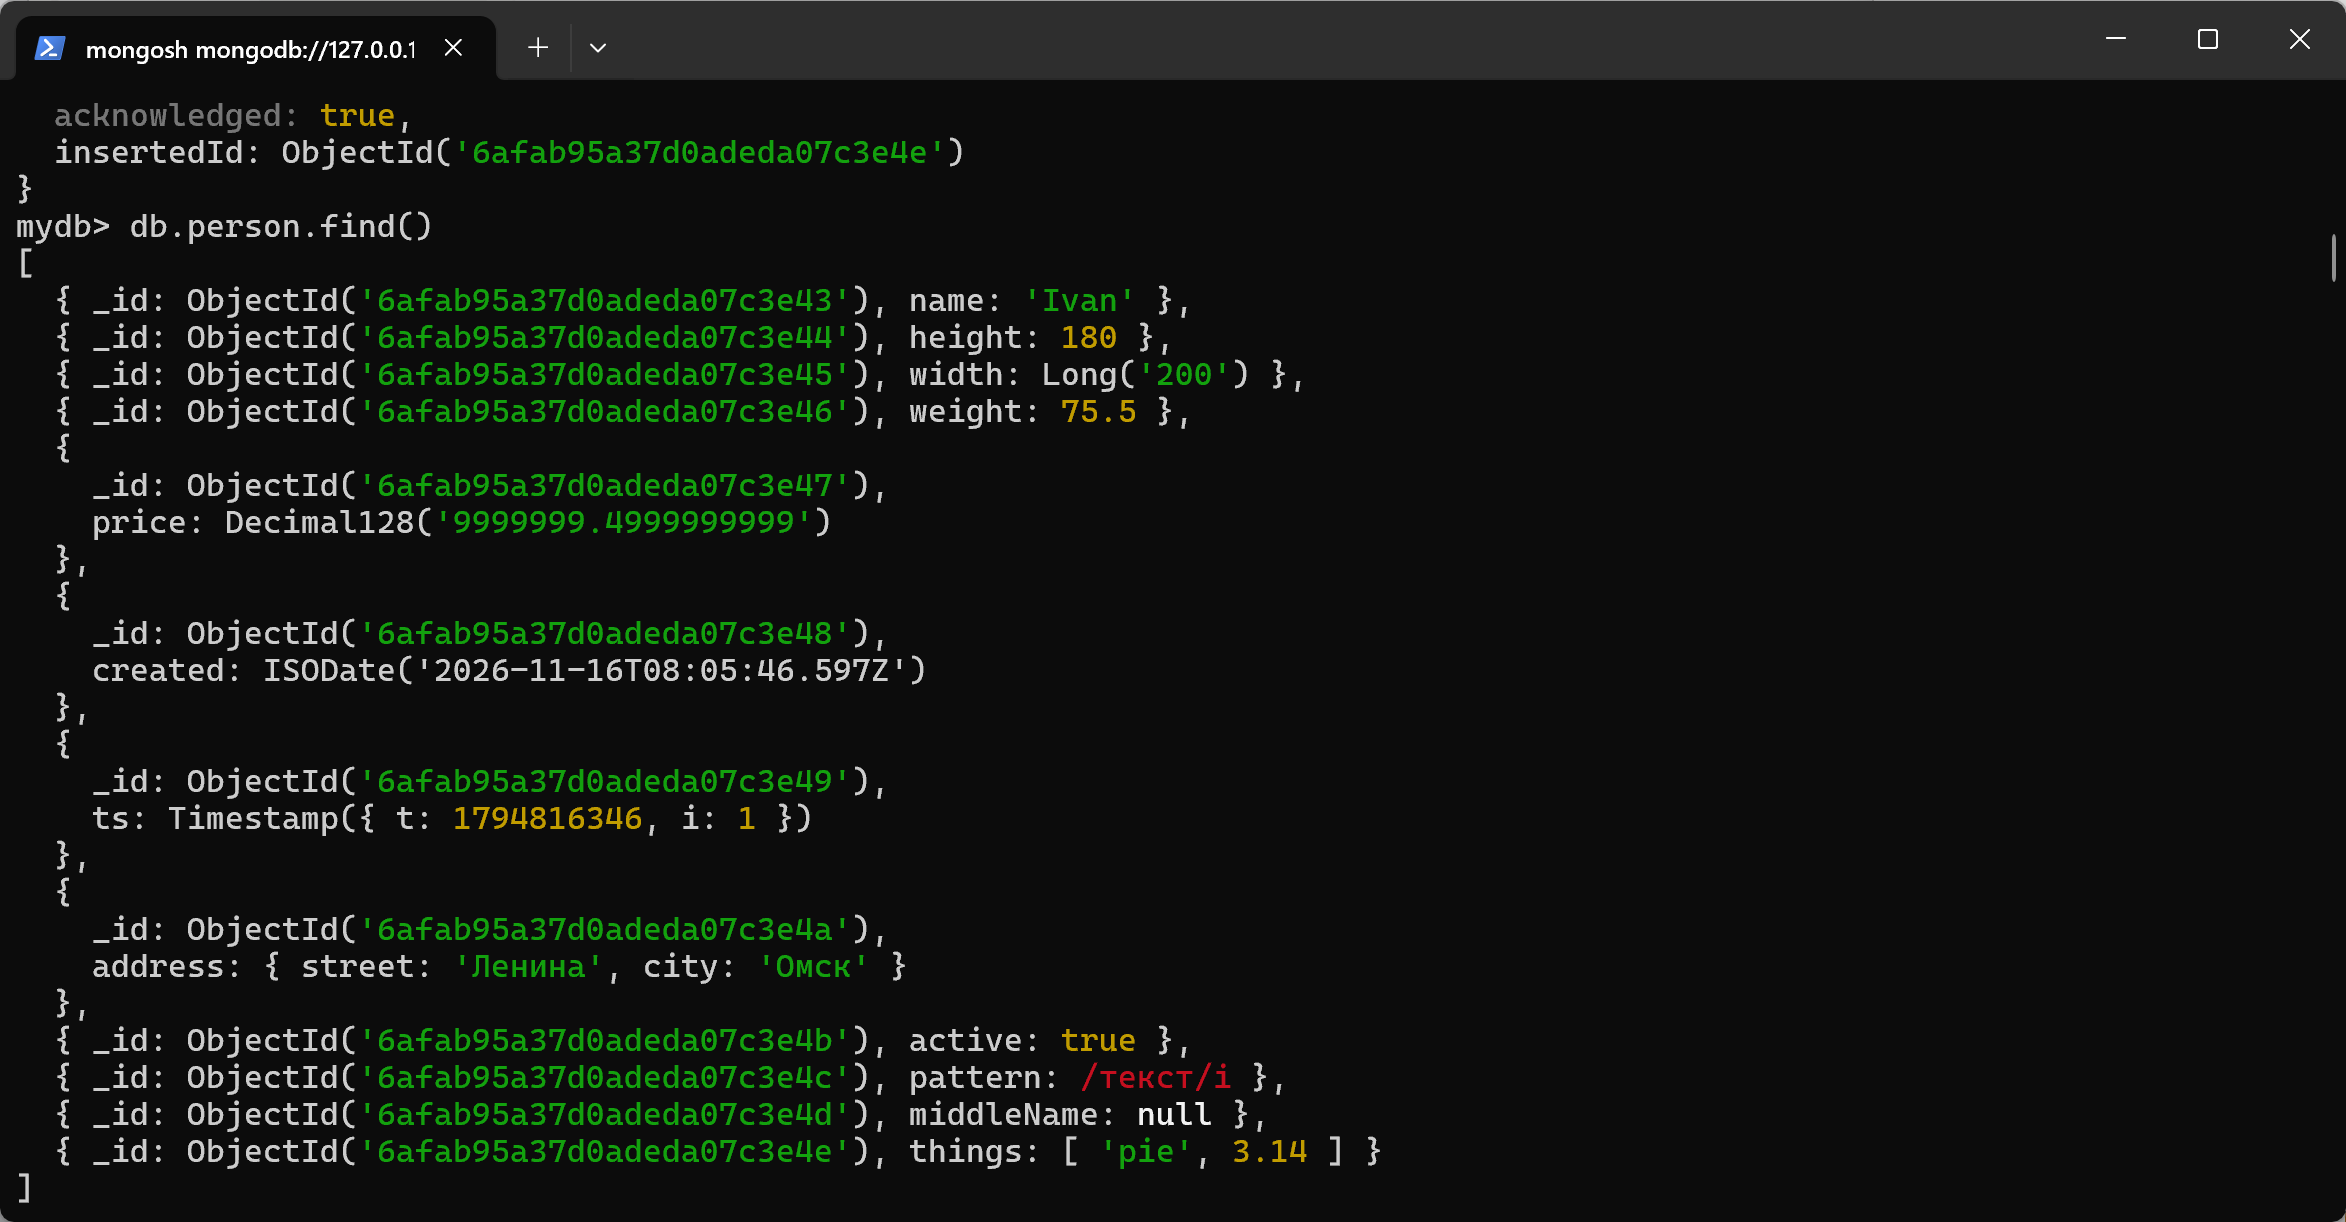 mongosh mongodb://127.0.0.1
acknowledged: true,
insertedId: ObjectId('6afab95a37d0adeda07c3e4e')
}
mydb> db.person.find()
[
{ _id: ObjectId('6afab95a37d0adeda07c3e43'), name: 'Ivan' },
{ _id: ObjectId('6afab95a37d0adeda07c3e44'), height: 180 },
{ _id: ObjectId('6afab95a37d0adeda07c3e45'), width: Long('200') },
{ _id: ObjectId('6afab95a37d0adeda07c3e46'), weight: 75.5 },
{
_id: ObjectId('6afab95a37d0adeda07c3e47'),
price: Decimal128('9999999.4999999999')
},
{
_id: ObjectId('6afab95a37d0adeda07c3e48'),
created: ISODate('2026-11-16T08:05:46.597Z')
},
{
_id: ObjectId('6afab95a37d0adeda07c3e49'),
ts: Timestamp({ t: 1794816346, i: 1 })
},
{
_id: ObjectId('6afab95a37d0adeda07c3e4a'),
address: { street: 'Ленина', city: 'Омск' }
},
{ _id: ObjectId('6afab95a37d0adeda07c3e4b'), active: true },
{ _id: ObjectId('6afab95a37d0adeda07c3e4c'), pattern: /текст/i },
{ _id: ObjectId('6afab95a37d0adeda07c3e4d'), middleName: null },
{ _id: ObjectId('6afab95a37d0adeda07c3e4e'), things: [ 'pie', 3.14 ] }
]